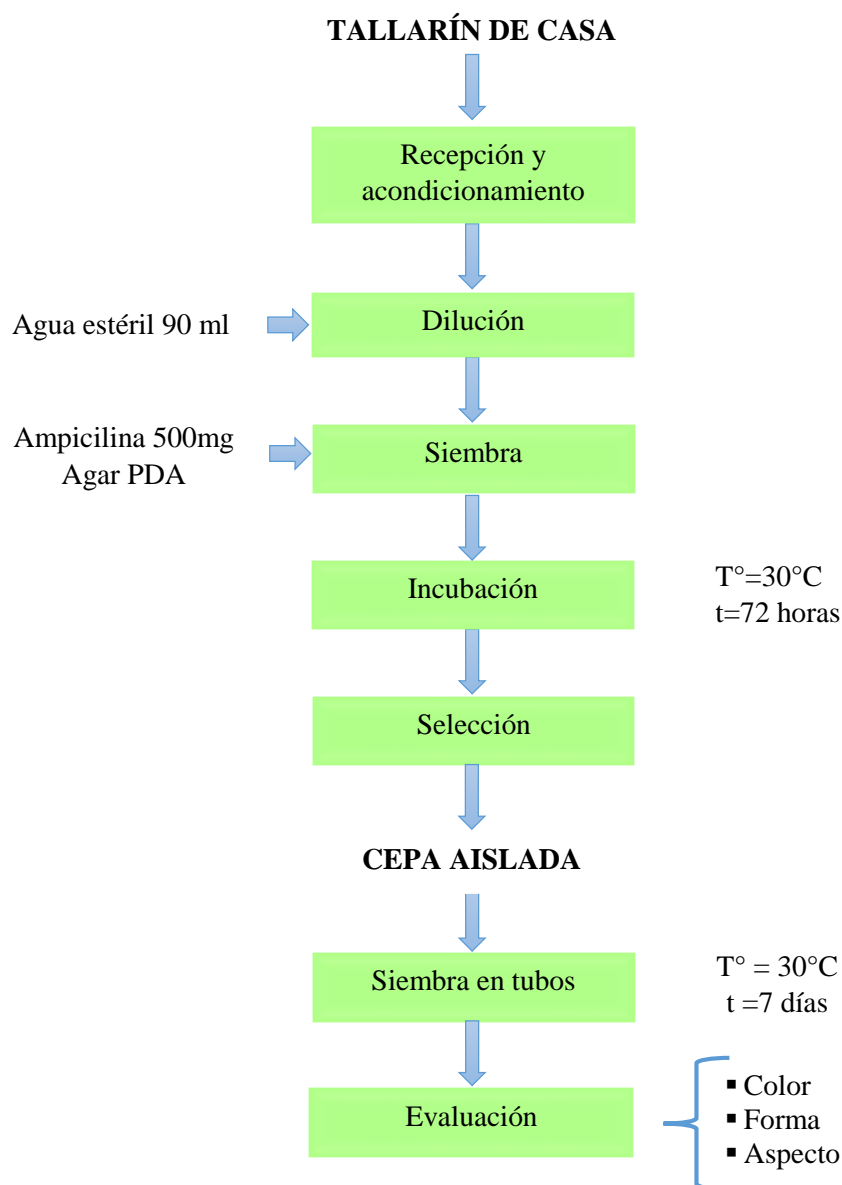 TALLARÍN DE CASA
Recepción y
acondicionamiento
Agua estéril 90 ml
Dilución
Ampicilina 500mg
Agar PDA
Siembra
Incubación
T°=30°C
t=72 horas
Selección
CEPA AISLADA
Siembra en tubos
T° = 30°C
t =7 días
Evaluación
▪ Color
▪ Forma
▪ Aspecto